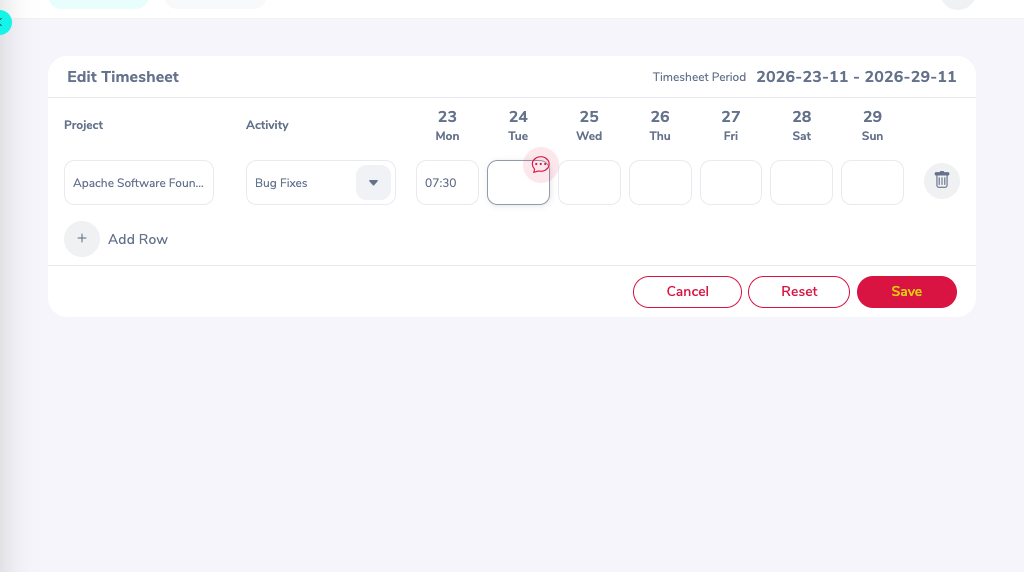 Edit Timesheet
Timesheet Period 2026-23-11 - 2026-29-11
Project Activity 23 24 25 26 27 28 29
Mon Tue Wed Thu Fri Sat Sun
Apache Software Foun... Bug Fixes 07:30
+ Add Row
Cancel Reset Save